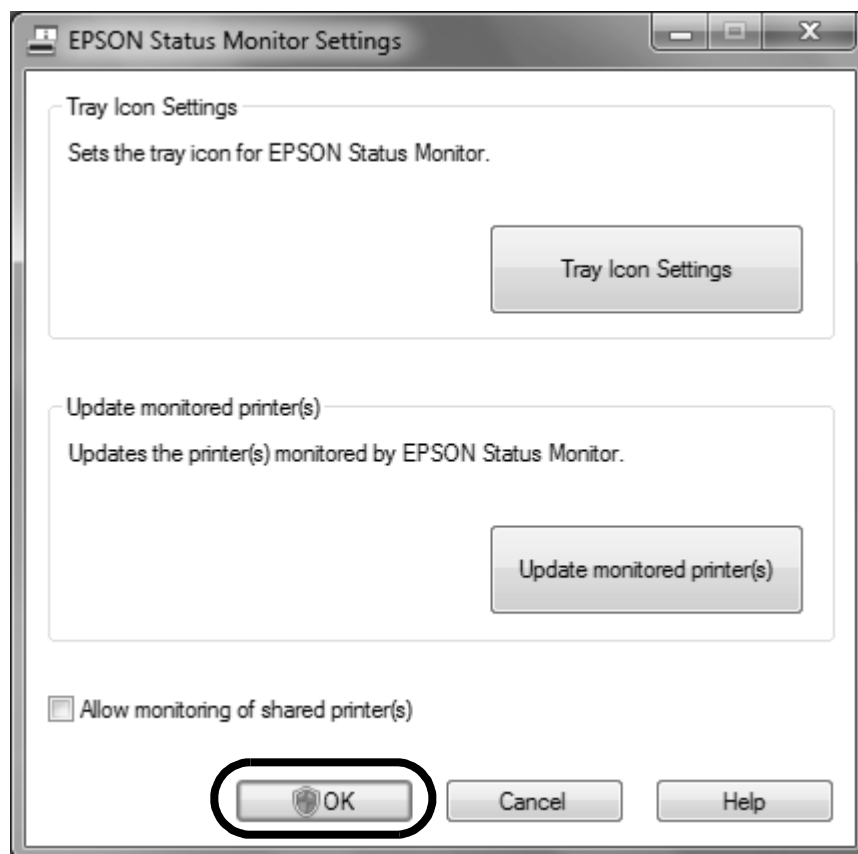 EPSON Status Monitor Settings
Tray Icon Settings
Sets the tray icon for EPSON Status Monitor.
Tray Icon Settings
Update monitored printer(s)
Updates the printer(s) monitored by EPSON Status Monitor.
Update monitored printer(s)
Allow monitoring of shared printer(s)
OK Cancel Help